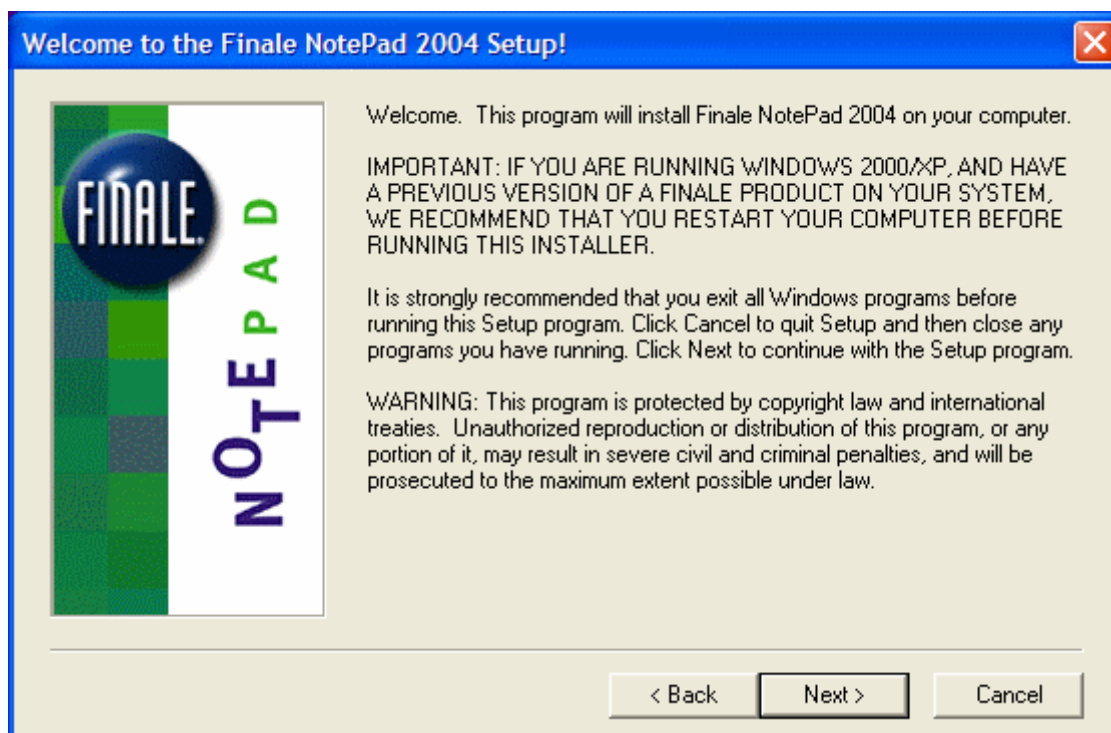 Welcome to the Finale NotePad 2004 Setup!
FINALE.
NOTEPAD
Welcome.  This program will install Finale NotePad 2004 on your computer.
IMPORTANT: IF YOU ARE RUNNING WINDOWS 2000/XP, AND HAVE
A PREVIOUS VERSION OF A FINALE PRODUCT ON YOUR SYSTEM,
WE RECOMMEND THAT YOU RESTART YOUR COMPUTER BEFORE
RUNNING THIS INSTALLER.
It is strongly recommended that you exit all Windows programs before
running this Setup program. Click Cancel to quit Setup and then close any
programs you have running. Click Next to continue with the Setup program.
WARNING: This program is protected by copyright law and international
treaties.  Unauthorized reproduction or distribution of this program, or any
portion of it, may result in severe civil and criminal penalties, and will be
prosecuted to the maximum extent possible under law.
< Back
Next >
Cancel